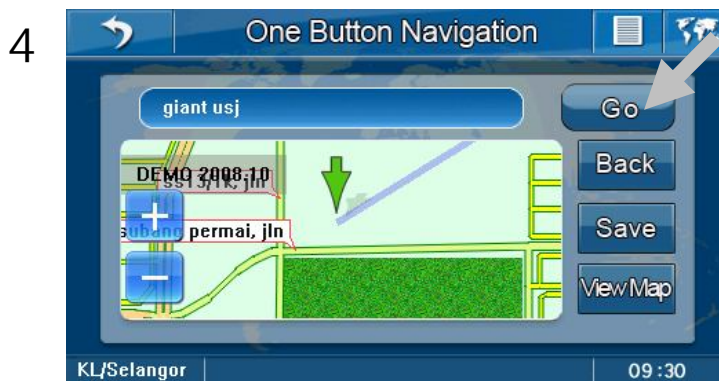 4
One Button Navigation
giant usj
Go
DEMO 2008.10
jln
Back
subang permai, jln
Save
View Map
KL/Selangor
09:30